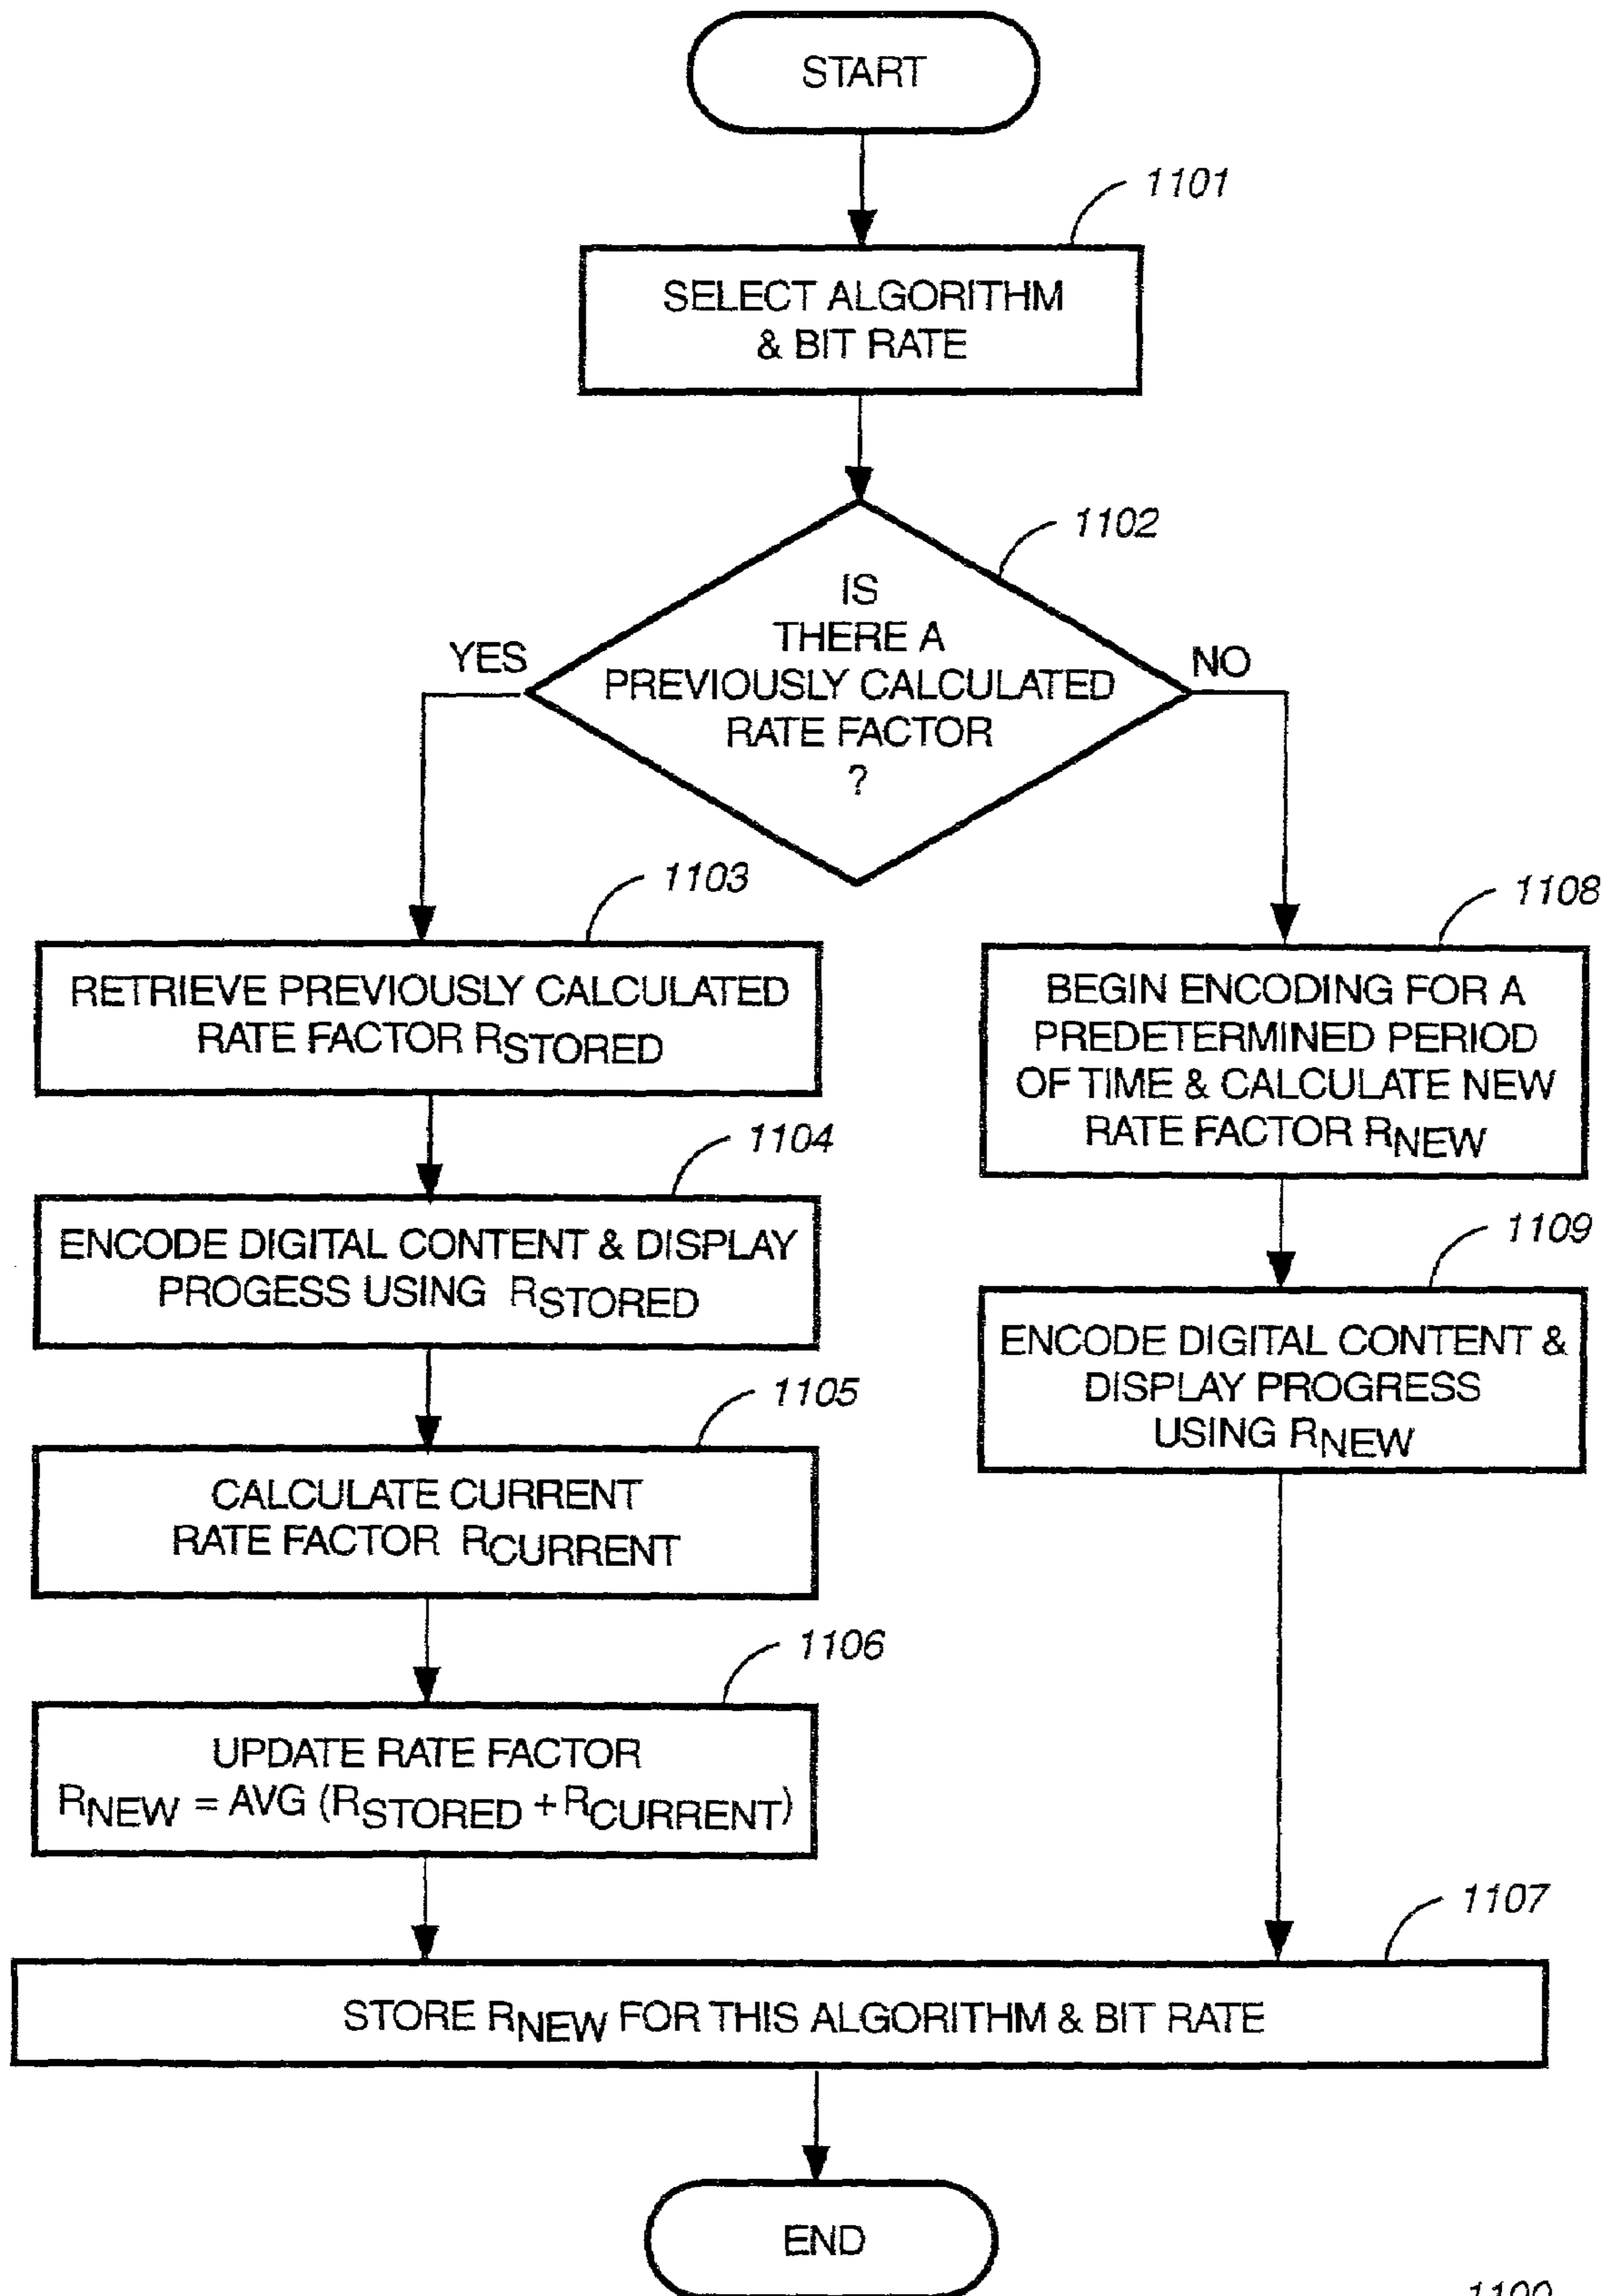 START
1101
SELECT ALGORITHM
& BIT RATE
1102
IS
THERE A
PREVIOUSLY CALCULATED
RATE FACTOR
?
YES
NO
1103
RETRIEVE PREVIOUSLY CALCULATED
RATE FACTOR RSTORED
1104
ENCODE DIGITAL CONTENT & DISPLAY
PROGESS USING RSTORED
1105
CALCULATE CURRENT
RATE FACTOR RCURRENT
1106
UPDATE RATE FACTOR
RNEW = AVG (RSTORED + RCURRENT)
1108
BEGIN ENCODING FOR A
PREDETERMINED PERIOD
OF TIME & CALCULATE NEW
RATE FACTOR RNEW
1109
ENCODE DIGITAL CONTENT &
DISPLAY PROGRESS
USING RNEW
1107
STORE RNEW FOR THIS ALGORITHM & BIT RATE
END